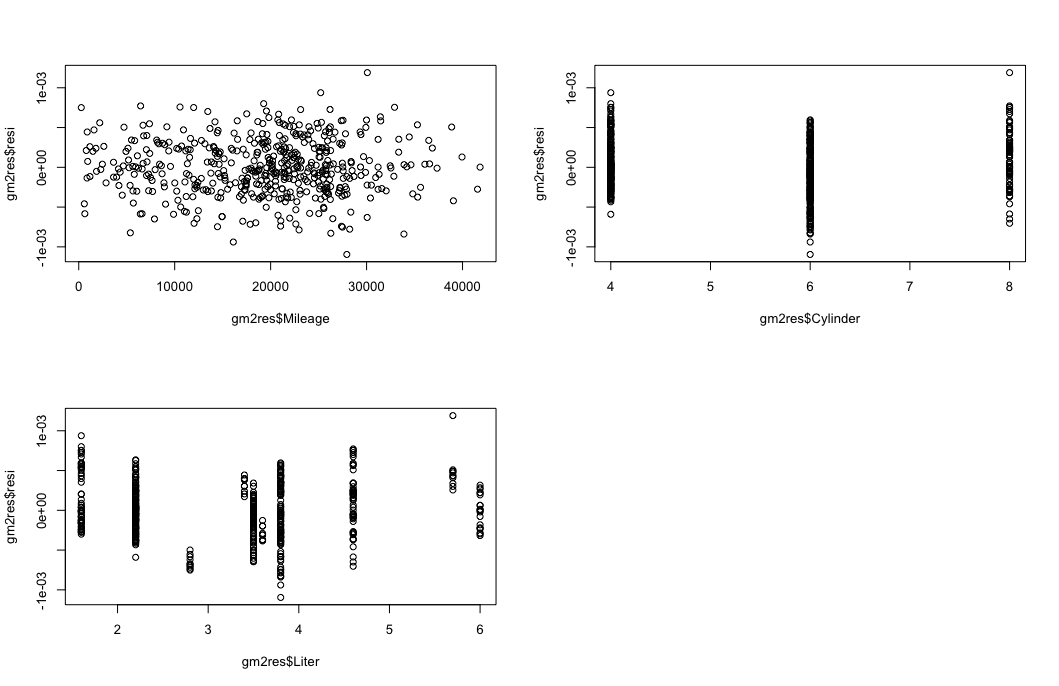 gm2res$resi
1e-03
0e+00
-1e-03
0 10000 20000 30000 40000
gm2res$Mileage
gm2res$resi
1e-03
0e+00
-1e-03
4 5 6 7 8
gm2res$Cylinder
gm2res$resi
1e-03
0e+00
-1e-03
2 3 4 5 6
gm2res$Liter